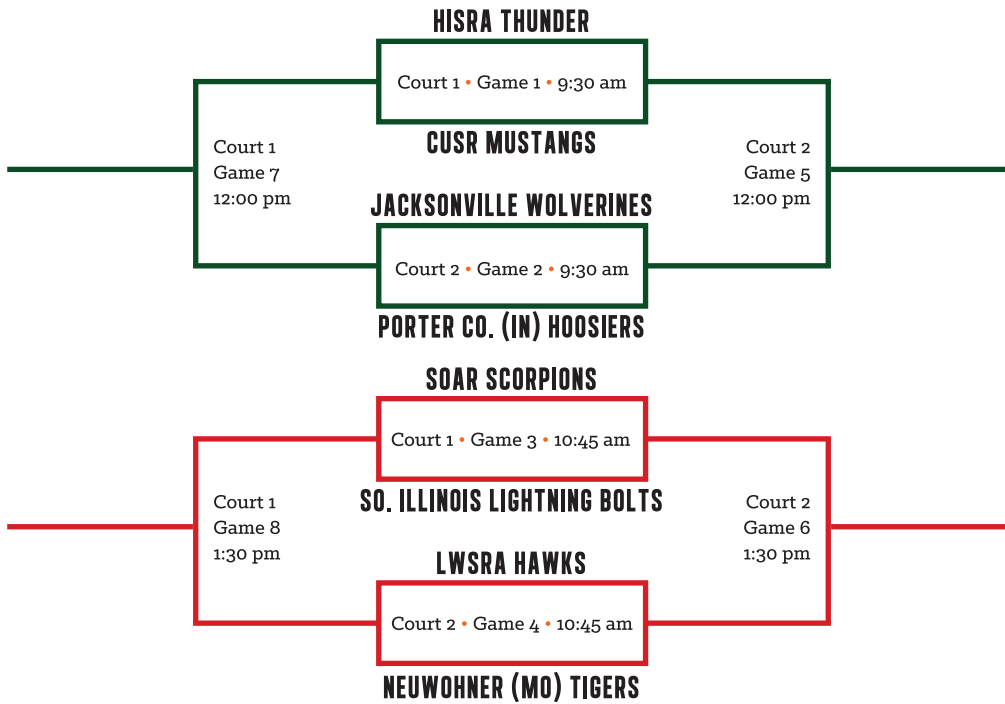 HISRA THUNDER
Court 1 • Game 1 • 9:30 am
CUSR MUSTANGS
Court 1
Game 7
12:00 pm
Court 2
Game 5
12:00 pm
JACKSONVILLE WOLVERINES
Court 2 • Game 2 • 9:30 am
PORTER CO. (IN) HOOSIERS
SOAR SCORPIONS
Court 1 • Game 3 • 10:45 am
SO. ILLINOIS LIGHTNING BOLTS
Court 1
Game 8
1:30 pm
Court 2
Game 6
1:30 pm
LWSRA HAWKS
Court 2 • Game 4 • 10:45 am
NEUWOHNER (MO) TIGERS